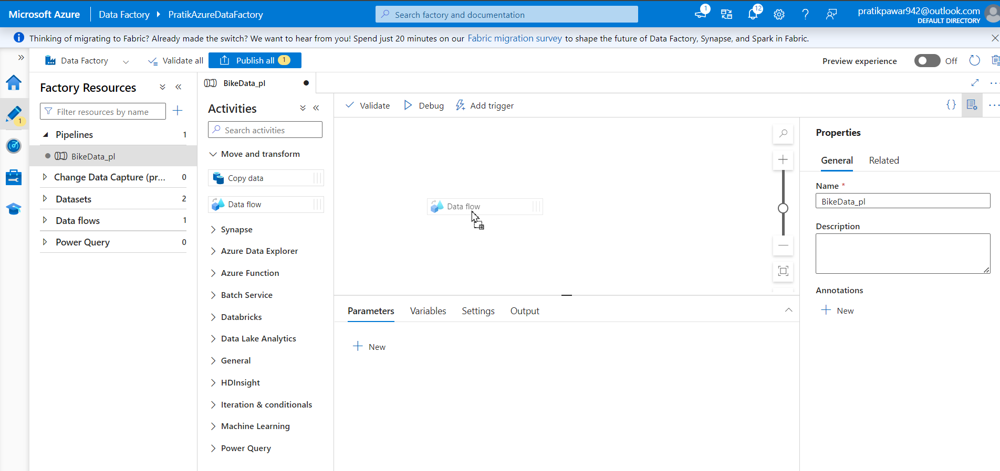 Microsoft Azure
Data Factory
PratikAzureDataFactory
Search factory and documentation
1
12
pratikpawar942@outlook.com
DEFAULT DIRECTORY
Thinking of migrating to Fabric? Already made the switch? We want to hear from you! Spend just 20 minutes on our Fabric migration survey to shape the future of Data Factory, Synapse, and Spark in Fabric.
Data Factory
Validate all
Publish all 1
Preview experience
Off
1
Factory Resources
Filter resources by name
Pipelines 1
BikeData_pl
Change Data Capture (pr... 0
Datasets 2
Data flows 1
Power Query 0
BikeData_pl
Activities
Search activities
Move and transform
Copy data
Data flow
Synapse
Azure Data Explorer
Azure Function
Batch Service
Databricks
Data Lake Analytics
General
HDInsight
Iteration & conditionals
Machine Learning
Power Query
Validate
Debug
Add trigger
{}
Data flow
Parameters
Variables
Settings
Output
New
Properties
General
Related
Name *
BikeData_pl
Description
Annotations
New